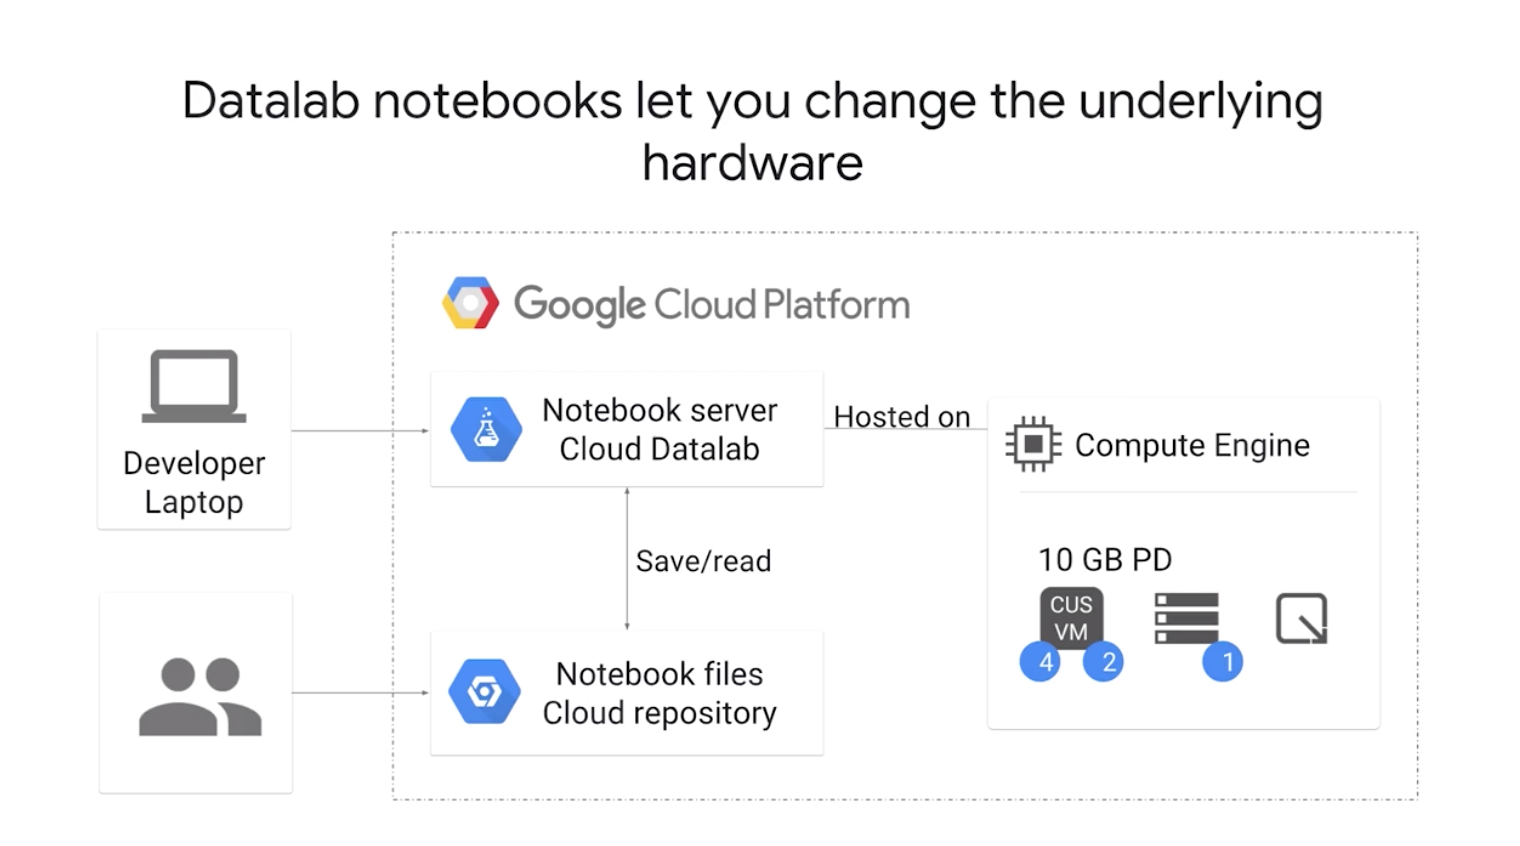 Datalab notebooks let you change the underlying
hardware
Google Cloud Platform
Developer
Laptop
Notebook server
Cloud Datalab
Hosted on
Compute Engine
Save/read
10 GB PD
CUS
VM
4
2
1
Notebook files
Cloud repository